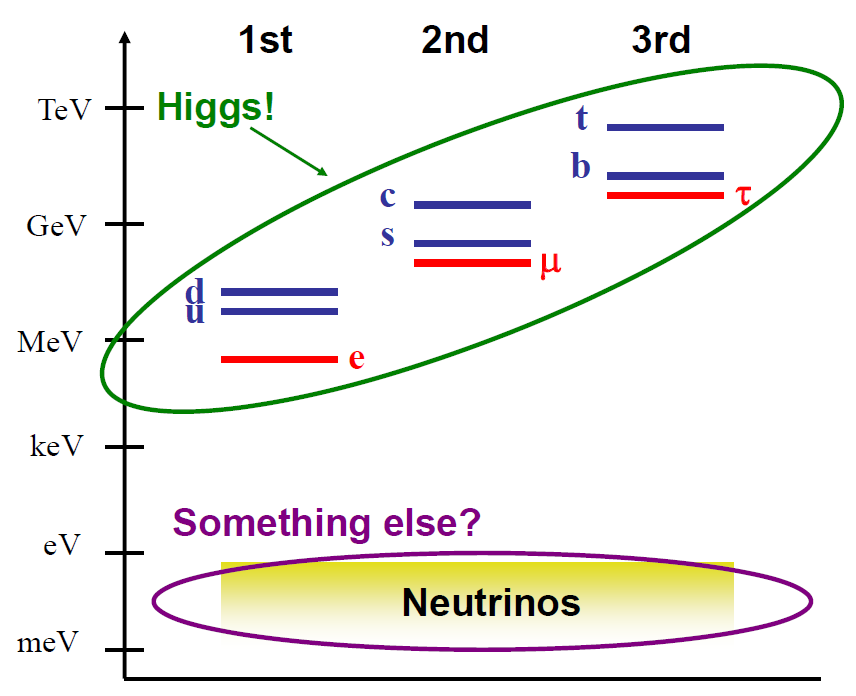 1st 2nd 3rd
TeV
Higgs!
t
b
τ
c
GeV
s
μ
d
u
MeV
e
keV
Something else?
eV
Neutrinos
meV